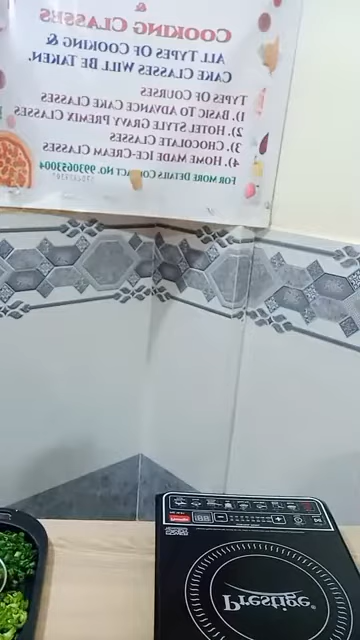 &
COOKING CLASSES
ALL TYPES OF COOKING &
CAKE CLASSES WILL BE TAKEN.
TYPES OF COURSES
1). BASIC TO ADVANCE CAKE CLASSES
2). HOTEL STYLE GRAVY PREMIX CLASSES
3). CHOCOLATE CLASSES
4). HOME MADE ICE-CREAM CLASSES
FOR MORE DETAILS CONTACT No. 9930653004
Prestige